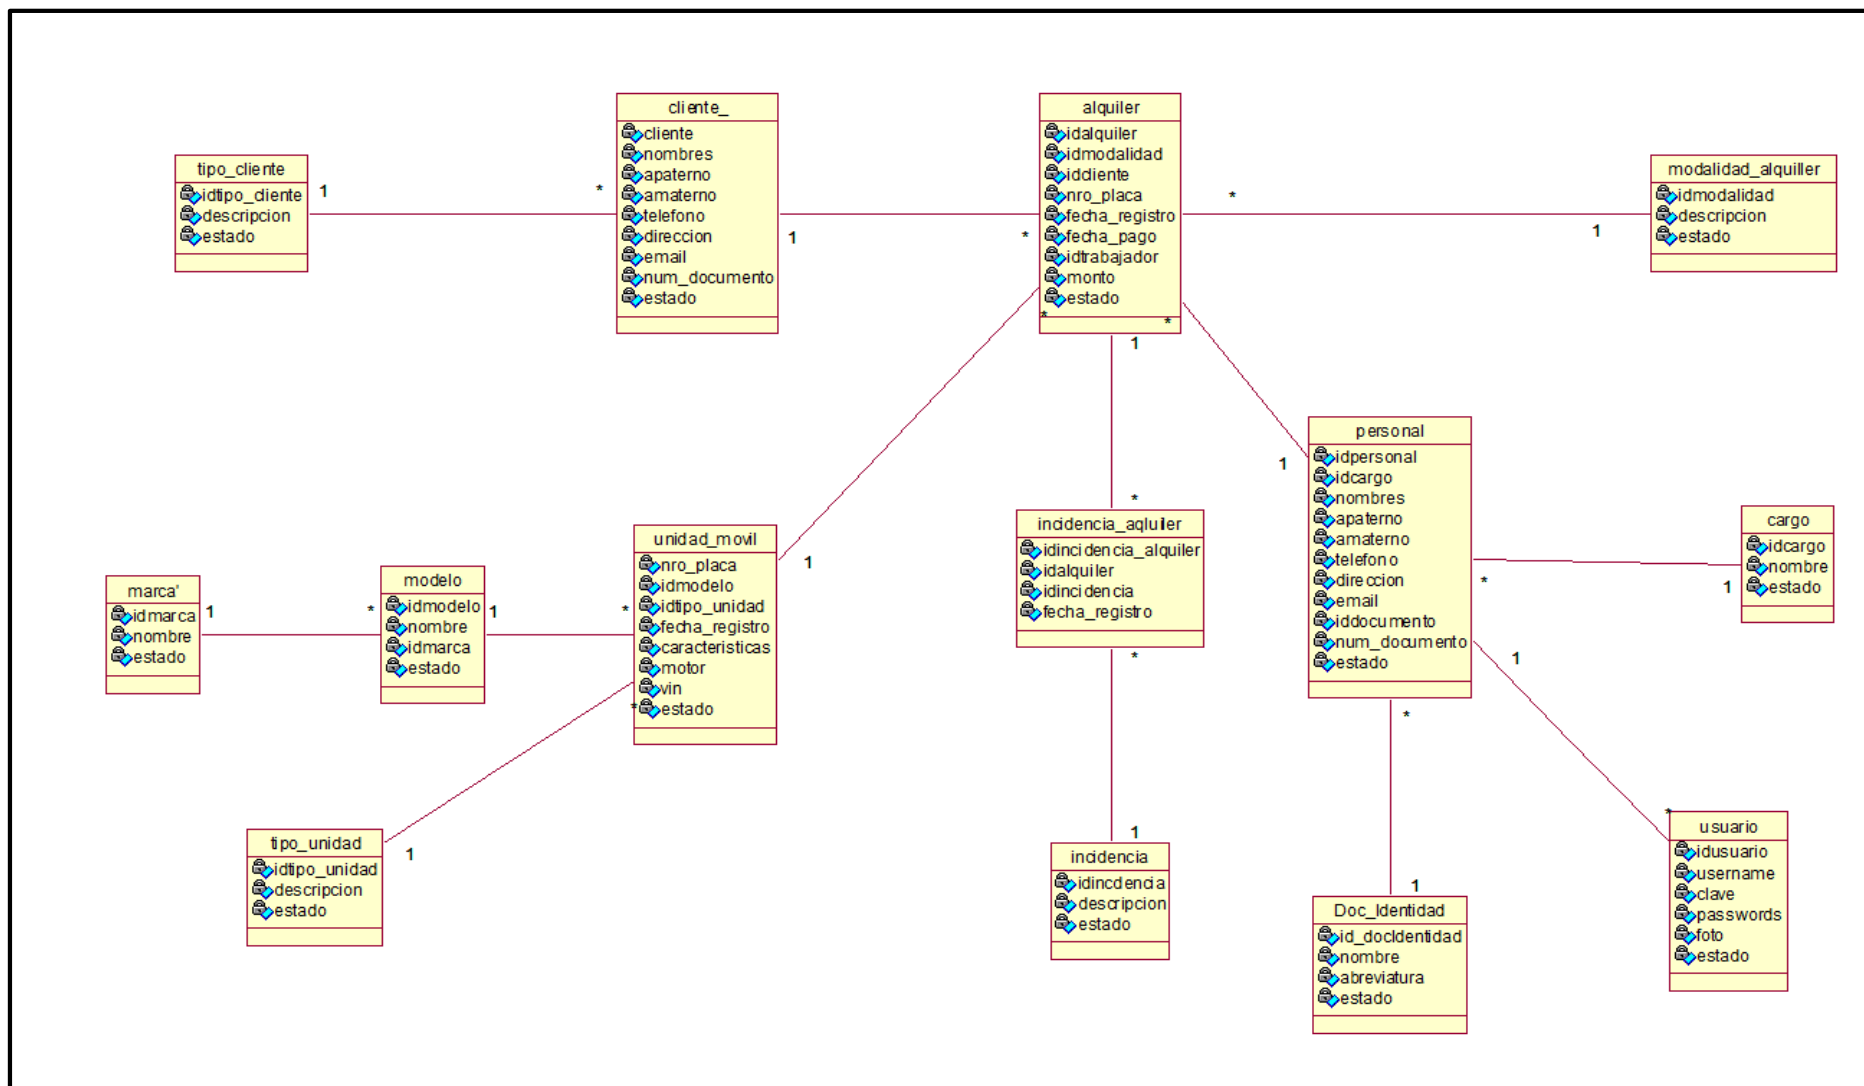 tipo_cliente
idtipo_cliente
descripcion
estado
1
*
cliente_
cliente
nombres
apaterno
amaterno
telefono
direccion
email
num_documento
estado
1
*
alquiler
idalquiler
idmodalidad
idcliente
nro_placa
fecha_registro
fecha_pago
idtrabajador
monto
estado
*
*
1
*
1
modalidad_alquiller
idmodalidad
descripcion
estado
marca'
idmarca
nombre
estado
1
*
modelo
idmodelo
nombre
idmarca
estado
1
*
unidad_movil
nro_placa
idmodelo
idtipo_unidad
fecha_registro
caracteristicas
motor
vin
estado
1
*
tipo_unidad
idtipo_unidad
descripcion
estado
1
*
incidencia_aqluiler
idincidencia_alquiler
idalquiler
idincidencia
fecha_registro
*
1
incidencia
idincdencia
descripcion
estado
1
personal
idpersonal
idcargo
nombres
apaterno
amaterno
telefono
direccion
email
iddocumento
num_documento
estado
*
1
cargo
idcargo
nombre
estado
1
*
*
1
Doc_Identidad
id_docIdentidad
nombre
abreviatura
estado
usuario
idusuario
username
clave
passwords
foto
estado